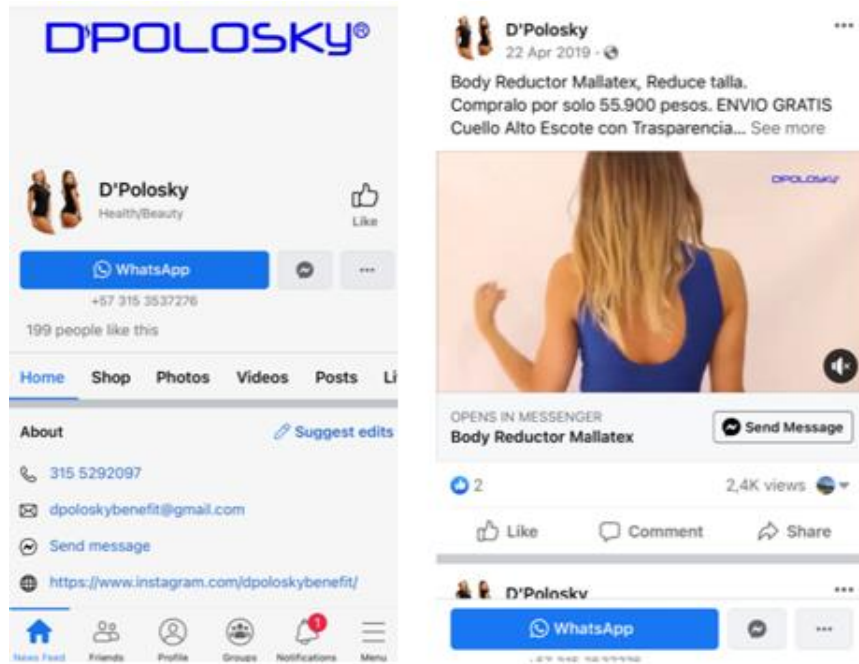 D'POLOSKY®
D'Polosky
Health/Beauty
Like
WhatsApp
+57 315 3537276
199 people like this
Home Shop Photos Videos Posts Li
About Suggest edits
315 5292097
dpoloskybenefit@gmail.com
Send message
https://www.instagram.com/dpoloskybenefit/
1
News Feed Friends Profile Groups Notifications Menu
D'Polosky
22 Apr 2019
Body Reductor Mallatex, Reduce talla.
Compralo por solo 55.900 pesos. ENVIO GRATIS
Cuello Alto Escote con Trasparencia... See more
D'POLOSKY
OPENS IN MESSENGER
Body Reductor Mallatex
Send Message
2
2,4K views
Like Comment Share
D'Polosky
WhatsApp